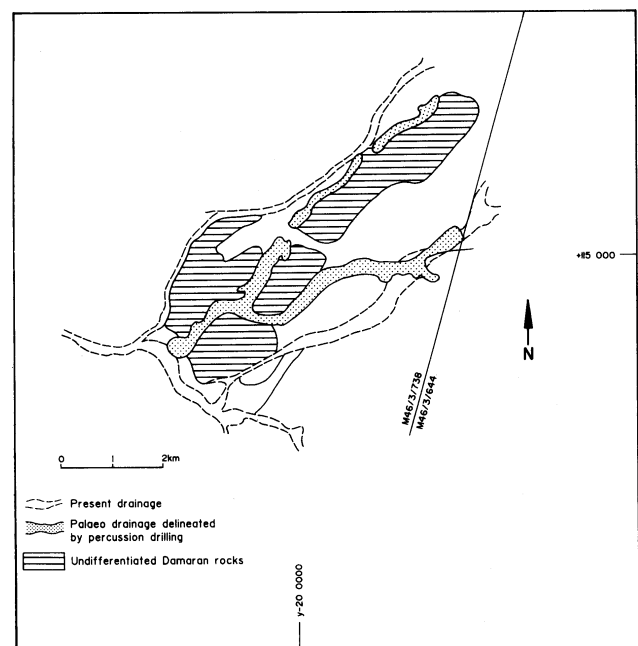 +115 000
M46/3/738
M46/3/644
N
0 1 2km
Present drainage
Palaeo drainage delineated
by percussion drilling
Undifferentiated Damaran rocks
y-20 0000